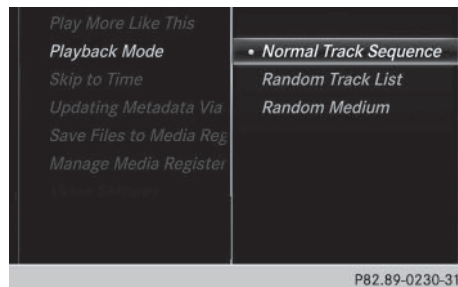 Play More Like This
Playback Mode
Skip to Time
Updating Metadata Via
Save Files to Media Reg
Manage Media Register
• Normal Track Sequence
Random Track List
Random Medium
P82.89-0230-31